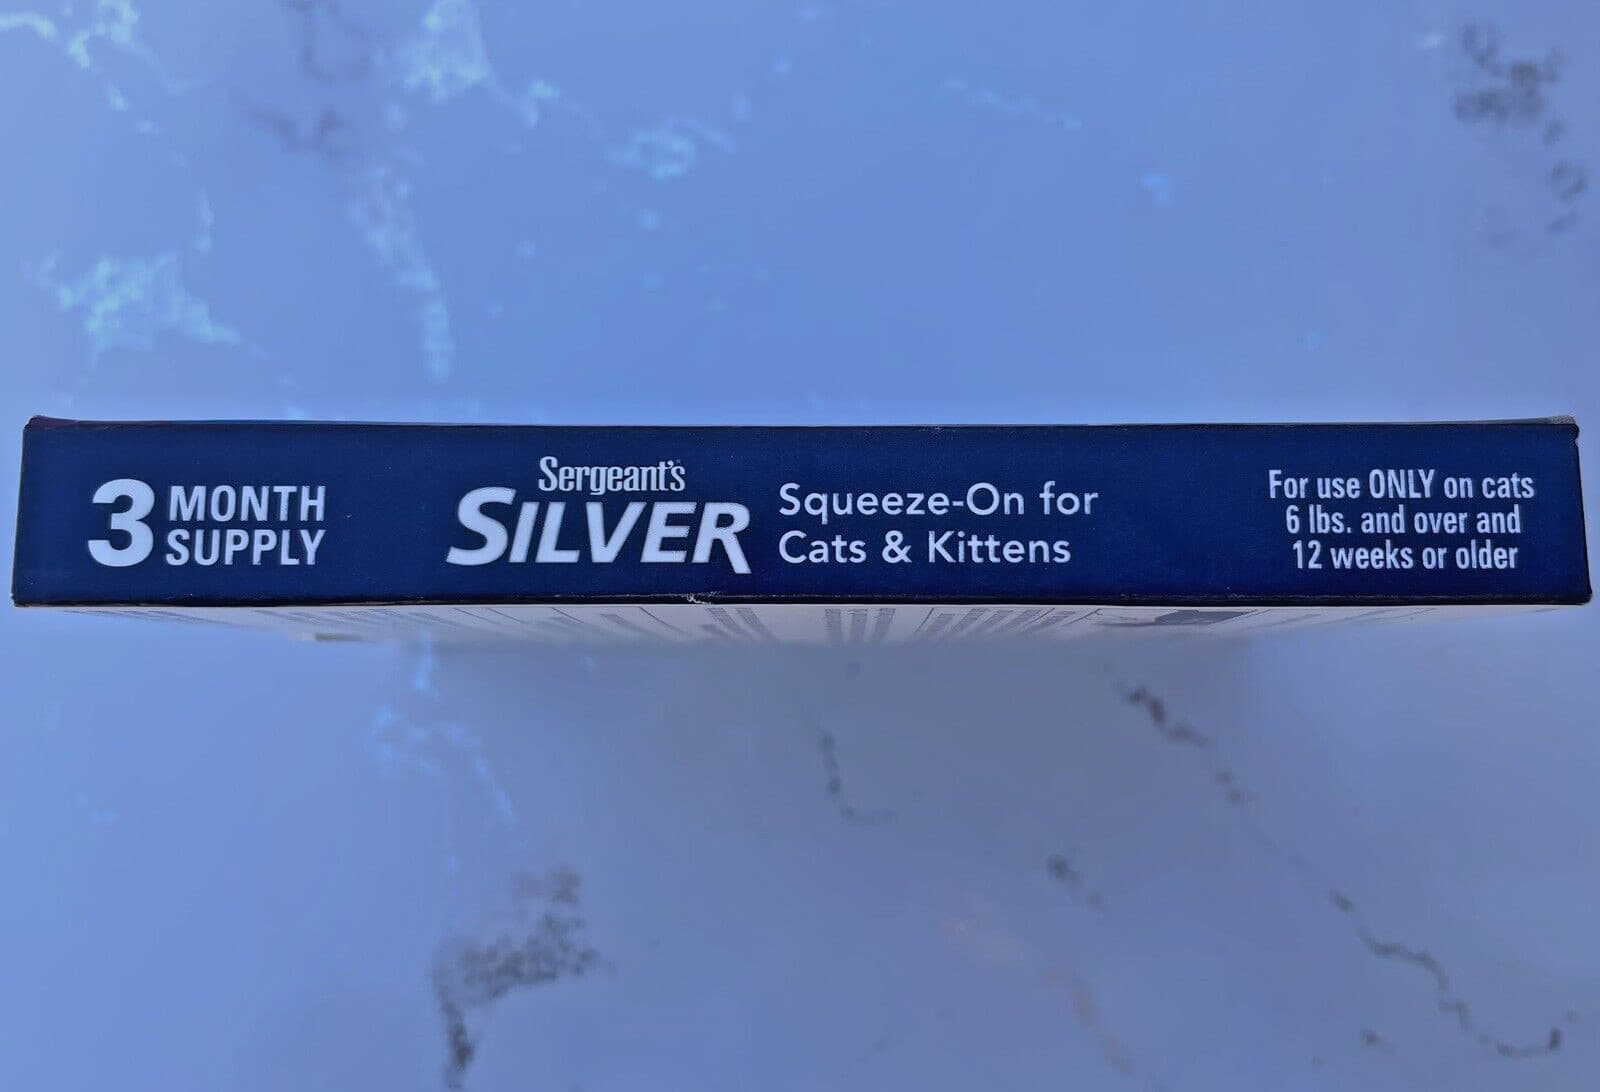 3 MONTH
SUPPLY
Sergeant's
SILVER
Squeeze-On for
Cats & Kittens
For use ONLY on cats
6 lbs. and over and
12 weeks or older